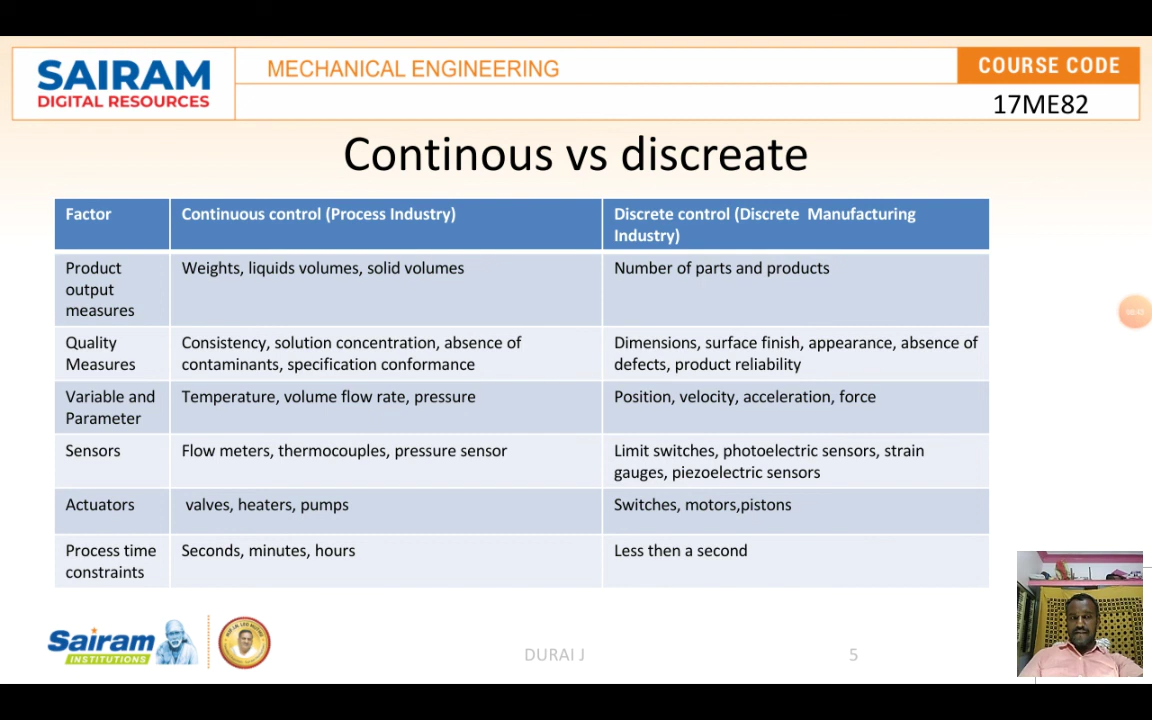 SAIRAM
DIGITAL RESOURCES
MECHANICAL ENGINEERING
COURSE CODE
17ME82
Continous vs discreate
Factor
Continuous control (Process Industry)
Discrete control (Discrete Manufacturing
Industry)
Product
output
measures
Weights, liquids volumes, solid volumes
Number of parts and products
Quality
Measures
Consistency, solution concentration, absence of
contaminants, specification conformance
Dimensions, surface finish, appearance, absence of
defects, product reliability
Variable and
Parameter
Temperature, volume flow rate, pressure
Position, velocity, acceleration, force
Sensors
Flow meters, thermocouples, pressure sensor
Limit switches, photoelectric sensors, strain
gauges, piezoelectric sensors
Actuators
valves, heaters, pumps
Switches, motors,pistons
Process time
constraints
Seconds, minutes, hours
Less then a second
Sairam
INSTITUTIONS
DURAI J
5